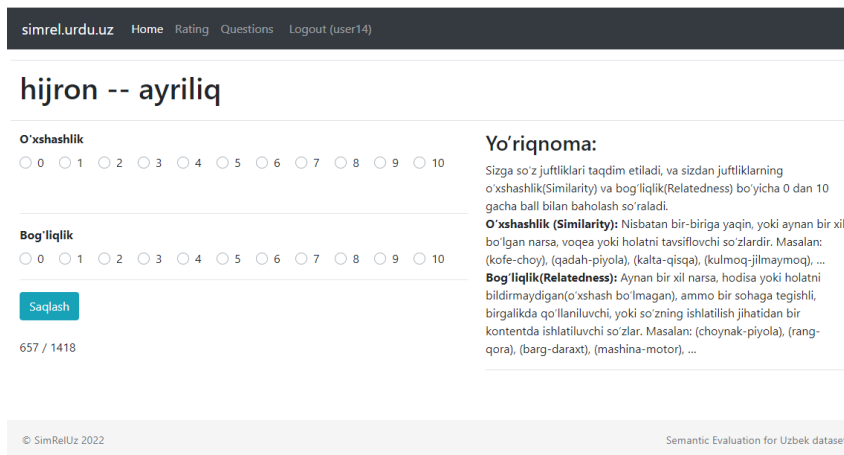 simrel.urdu.uz Home Rating Questions Logout (user14)
hijron -- ayriliq
O'xshashlik
0 1 2 3 4 5 6 7 8 9 10
Bog'liqlik
0 1 2 3 4 5 6 7 8 9 10
Saqlash
657 / 1418
Yo'riqnoma:
Sizga so'z juftliklari taqdim etiladi, va sizdan juftliklarning
o'xshashlik(Similarity) va bog'liqlik(Relatedness) bo'yicha 0 dan 10
gacha ball bilan baholash so'raladi.
O'xshashlik (Similarity): Nisbatan bir-biriga yaqin, yoki aynan bir xil
bo'lgan narsa, voqea yoki holatni tavsiflovchi so'zlardir. Masalan:
(kofe-choy), (qadah-piyola), (kalta-qisqa), (kulmoq-jilmaymoq), ...
Bog'liqlik(Relatedness): Aynan bir xil narsa, hodisa yoki holatni
bildirmaydigan(o'xshash bo'lmagan), ammo bir sohaga tegishli,
birgalikda qo'llaniluvchi, yoki so'zning ishlatilish jihatidan bir
kontentda ishlatiluvchi so'zlar. Masalan: (choynak-piyola), (rang-
qora), (barg-daraxt), (mashina-motor), ...
© SimRelUz 2022
Semantic Evaluation for Uzbek dataset